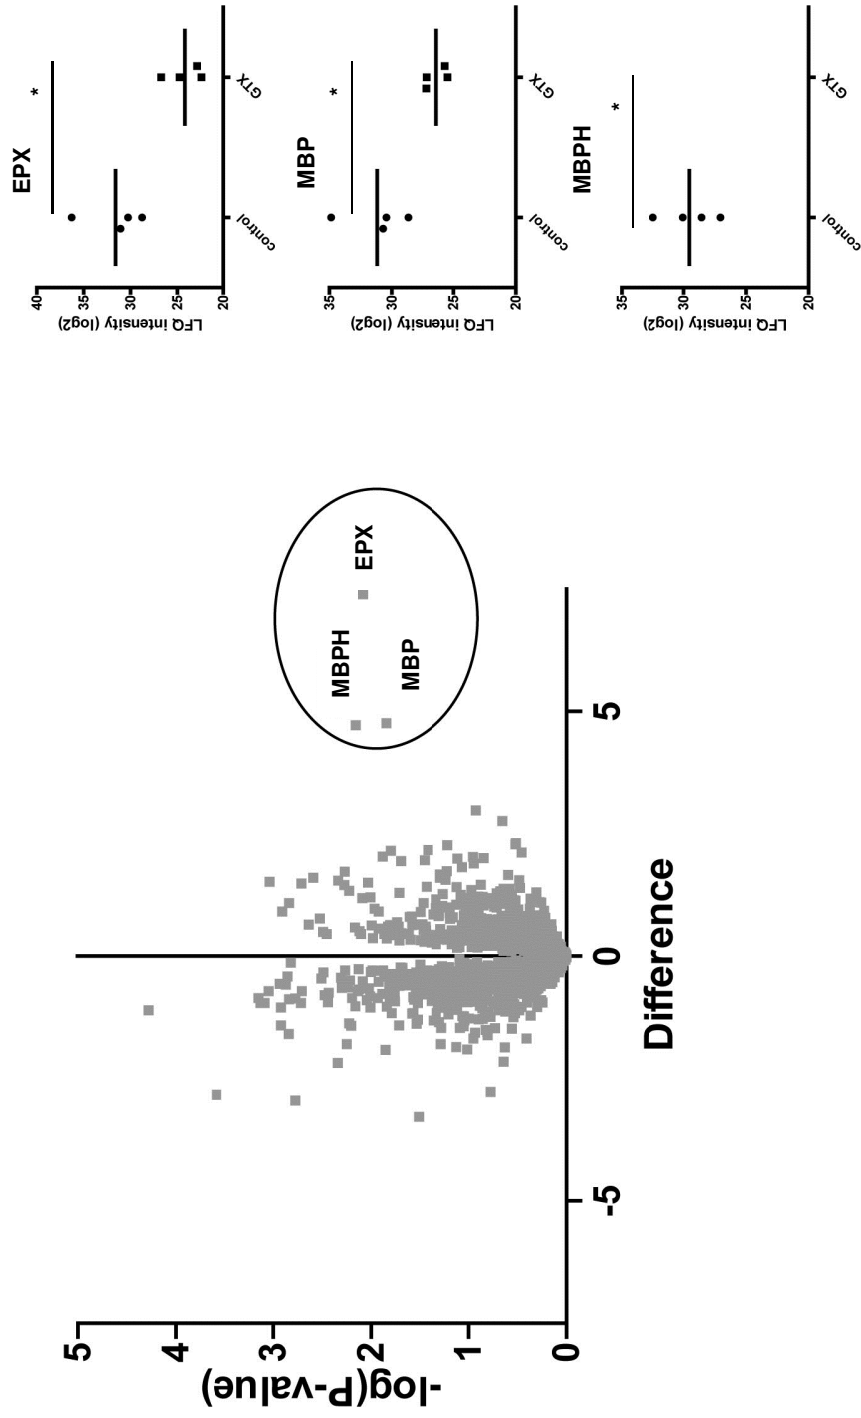 -log(P-value)
5
4
3
2
1
0
-5
0
5
Difference
MBPH
EPX
MBP
EPX
*
LFQ intensity (log2)
40
35
30
25
20
control
GTX
MBP
*
LFQ intensity (log2)
35
30
25
20
control
GTX
MBPH
*
LFQ intensity (log2)
35
30
25
20
control
GTX